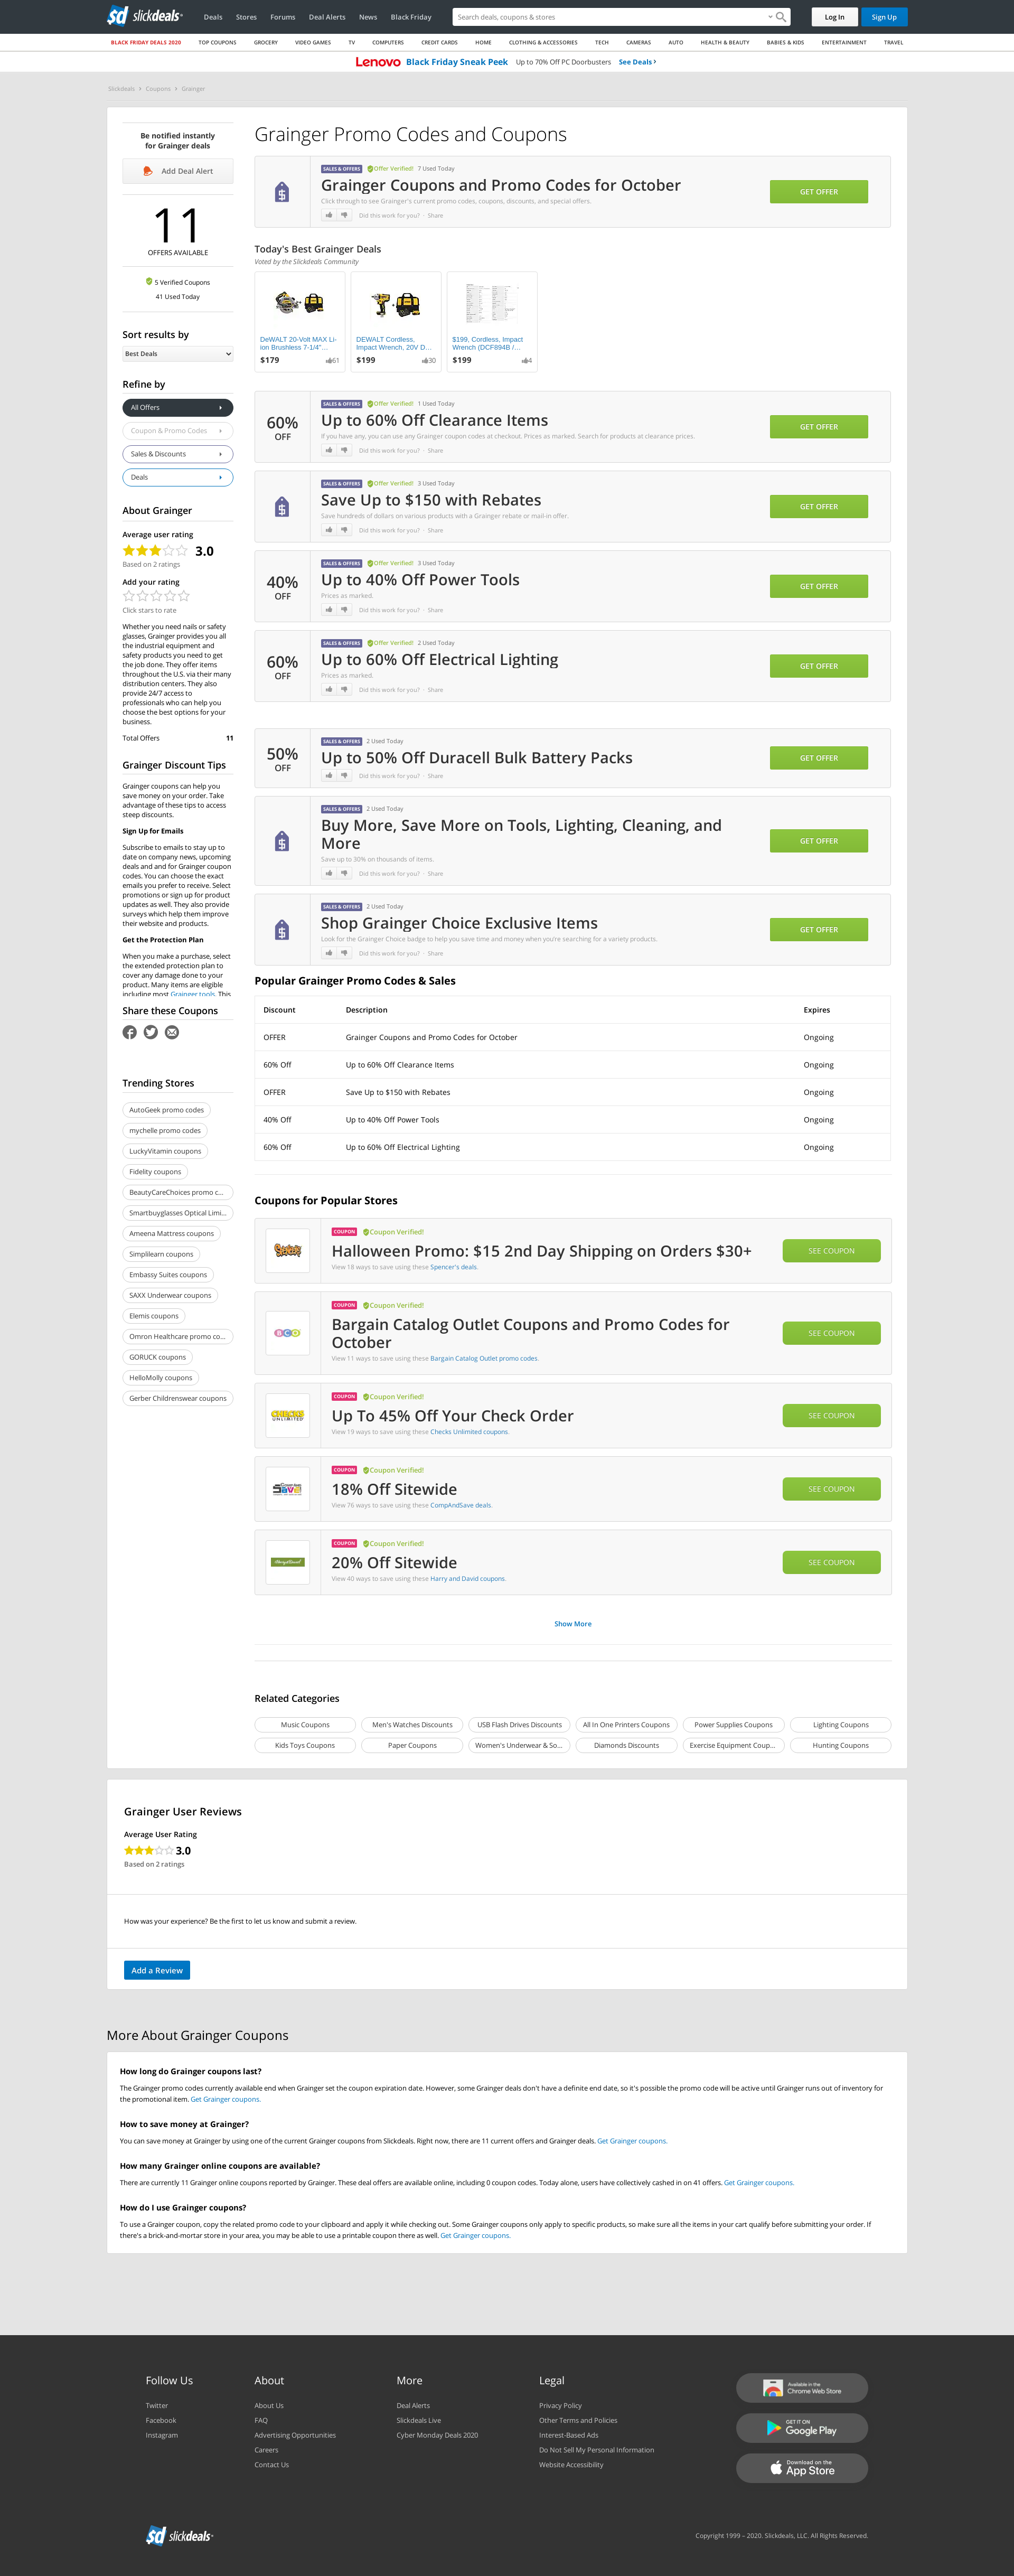 slickdeals
Deals Stores Forums Deal Alerts News Black Friday
Search deals, coupons & stores
Log In Sign Up
BLACK FRIDAY DEALS 2020 TOP COUPONS GROCERY VIDEO GAMES TV COMPUTERS CREDIT CARDS HOME CLOTHING & ACCESSORIES TECH CAMERAS AUTO HEALTH & BEAUTY BABIES & KIDS ENTERTAINMENT TRAVEL
Lenovo Black Friday Sneak Peek Up to 70% Off PC Doorbusters See Deals ›
Slickdeals › Coupons › Grainger
Be notified instantly
for Grainger deals
Add Deal Alert
11
OFFERS AVAILABLE
5 Verified Coupons
41 Used Today
Sort results by
Best Deals
Refine by
All Offers
Coupon & Promo Codes
Sales & Discounts
Deals
About Grainger
Average user rating
3.0
Based on 2 ratings
Add your rating
Click stars to rate
Whether you need nails or safety
glasses, Grainger provides you all
the industrial equipment and
safety products you need to get
the job done. They offer items
throughout the U.S. via their many
distribution centers. They also
provide 24/7 access to
professionals who can help you
choose the best options for your
business.
Total Offers 11
Grainger Discount Tips
Grainger coupons can help you
save money on your order. Take
advantage of these tips to access
steep discounts.
Sign Up for Emails
Subscribe to emails to stay up to
date on company news, upcoming
deals and and for Grainger coupon
codes. You can choose the exact
emails you prefer to receive. Select
promotions or sign up for product
updates as well. They also provide
surveys which help them improve
their website and products.
Get the Protection Plan
When you make a purchase, select
the extended protection plan to
cover any damage done to your
product. Many items are eligible
including most Grainger tools. This
Share these Coupons
Trending Stores
AutoGeek promo codes
mychelle promo codes
LuckyVitamin coupons
Fidelity coupons
BeautyCareChoices promo c...
Smartbuyglasses Optical Limi...
Ameena Mattress coupons
Simplilearn coupons
Embassy Suites coupons
SAXX Underwear coupons
Elemis coupons
Omron Healthcare promo co...
GORUCK coupons
HelloMolly coupons
Gerber Childrenswear coupons
Grainger Promo Codes and Coupons
SALES & OFFERS Offer Verified! 7 Used Today
Grainger Coupons and Promo Codes for October
Click through to see Grainger's current promo codes, coupons, discounts, and special offers.
Did this work for you? · Share
GET OFFER
Today's Best Grainger Deals
Voted by the Slickdeals Community
DeWALT 20-Volt MAX Li-
ion Brushless 7-1/4"...
$179 61
DEWALT Cordless,
Impact Wrench, 20V D...
$199 30
$199, Cordless, Impact
Wrench (DCF894B /...
$199 4
60%
OFF
SALES & OFFERS Offer Verified! 1 Used Today
Up to 60% Off Clearance Items
If you have any, you can use any Grainger coupon codes at checkout. Prices as marked. Search for products at clearance prices.
Did this work for you? · Share
GET OFFER
SALES & OFFERS Offer Verified! 3 Used Today
Save Up to $150 with Rebates
Save hundreds of dollars on various products with a Grainger rebate or mail-in offer.
Did this work for you? · Share
GET OFFER
40%
OFF
SALES & OFFERS Offer Verified! 3 Used Today
Up to 40% Off Power Tools
Prices as marked.
Did this work for you? · Share
GET OFFER
60%
OFF
SALES & OFFERS Offer Verified! 2 Used Today
Up to 60% Off Electrical Lighting
Prices as marked.
Did this work for you? · Share
GET OFFER
50%
OFF
SALES & OFFERS 2 Used Today
Up to 50% Off Duracell Bulk Battery Packs
Did this work for you? · Share
GET OFFER
SALES & OFFERS 2 Used Today
Buy More, Save More on Tools, Lighting, Cleaning, and
More
Save up to 30% on thousands of items.
Did this work for you? · Share
GET OFFER
SALES & OFFERS 2 Used Today
Shop Grainger Choice Exclusive Items
Look for the Grainger Choice badge to help you save time and money when you're searching for a variety products.
Did this work for you? · Share
GET OFFER
Popular Grainger Promo Codes & Sales
Discount Description Expires
OFFER Grainger Coupons and Promo Codes for October Ongoing
60% Off Up to 60% Off Clearance Items Ongoing
OFFER Save Up to $150 with Rebates Ongoing
40% Off Up to 40% Off Power Tools Ongoing
60% Off Up to 60% Off Electrical Lighting Ongoing
Coupons for Popular Stores
COUPON Coupon Verified!
Halloween Promo: $15 2nd Day Shipping on Orders $30+
View 18 ways to save using these Spencer's deals.
SEE COUPON
BCO
COUPON Coupon Verified!
Bargain Catalog Outlet Coupons and Promo Codes for
October
View 11 ways to save using these Bargain Catalog Outlet promo codes.
SEE COUPON
CHECKS
UNLIMITED
COUPON Coupon Verified!
Up To 45% Off Your Check Order
View 19 ways to save using these Checks Unlimited coupons.
SEE COUPON
COUPON Coupon Verified!
18% Off Sitewide
View 76 ways to save using these CompAndSave deals.
SEE COUPON
COUPON Coupon Verified!
20% Off Sitewide
View 40 ways to save using these Harry and David coupons.
SEE COUPON
Show More
Related Categories
Music Coupons Men's Watches Discounts USB Flash Drives Discounts All In One Printers Coupons Power Supplies Coupons Lighting Coupons
Kids Toys Coupons Paper Coupons Women's Underwear & So... Diamonds Discounts Exercise Equipment Coup... Hunting Coupons
Grainger User Reviews
Average User Rating
3.0
Based on 2 ratings
How was your experience? Be the first to let us know and submit a review.
Add a Review
More About Grainger Coupons
How long do Grainger coupons last?
The Grainger promo codes currently available end when Grainger set the coupon expiration date. However, some Grainger deals don't have a definite end date, so it's possible the promo code will be active until Grainger runs out of inventory for
the promotional item. Get Grainger coupons.
How to save money at Grainger?
You can save money at Grainger by using one of the current Grainger coupons from Slickdeals. Right now, there are 11 current offers and Grainger deals. Get Grainger coupons.
How many Grainger online coupons are available?
There are currently 11 Grainger online coupons reported by Grainger. These deal offers are available online, including 0 coupon codes. Today alone, users have collectively cashed in on 41 offers. Get Grainger coupons.
How do I use Grainger coupons?
To use a Grainger coupon, copy the related promo code to your clipboard and apply it while checking out. Some Grainger coupons only apply to specific products, so make sure all the items in your cart qualify before submitting your order. If
there's a brick-and-mortar store in your area, you may be able to use a printable coupon there as well. Get Grainger coupons.
Follow Us
Twitter
Facebook
Instagram
About
About Us
FAQ
Advertising Opportunities
Careers
Contact Us
More
Deal Alerts
Slickdeals Live
Cyber Monday Deals 2020
Legal
Privacy Policy
Other Terms and Policies
Interest-Based Ads
Do Not Sell My Personal Information
Website Accessibility
Available in the
Chrome Web Store
GET IT ON
Google Play
Download on the
App Store
slickdeals
Copyright 1999 – 2020. Slickdeals, LLC. All Rights Reserved.